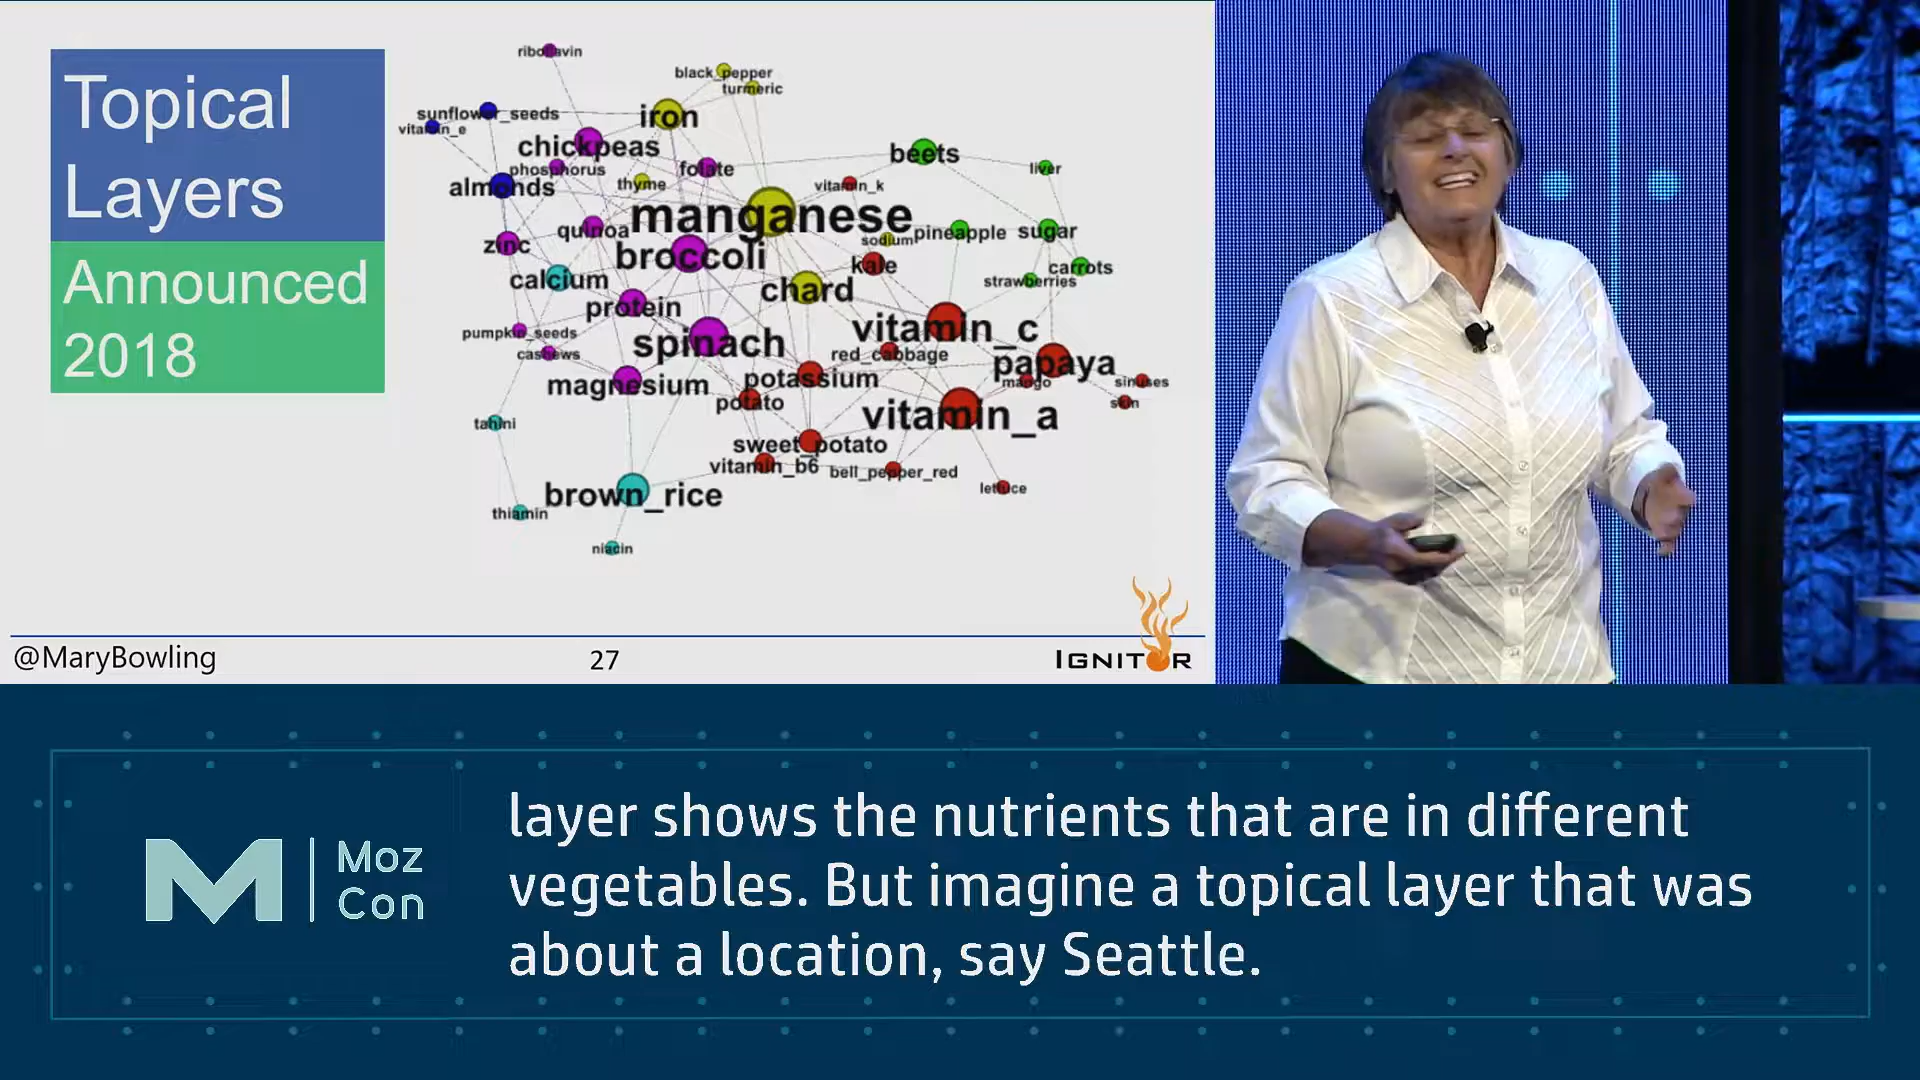 Topical
Layers
Announced
2018
riboflavin
black_pepper
turmeric
sunflower_seeds
iron
vitamin_e
chickpeas
beets
phosphorus
folate
liver
almonds
thyme
vitamin_k
manganese
quinoa
pineapple
sugar
zinc
sodium
broccoli
kale
carrots
calcium
chard
strawberries
protein
vitamin_c
pumpkin_seeds
spinach
cashews
red_cabbage
papaya
magnesium
potassium
mango
sinuses
potato
skin
vitamin_a
tahini
sweet_potato
vitamin_b6
bell_pepper_red
lettuce
brown_rice
thiamin
niacin
@MaryBowling
27
IGNITOR
Moz
Con
layer shows the nutrients that are in different
vegetables. But imagine a topical layer that was
about a location, say Seattle.